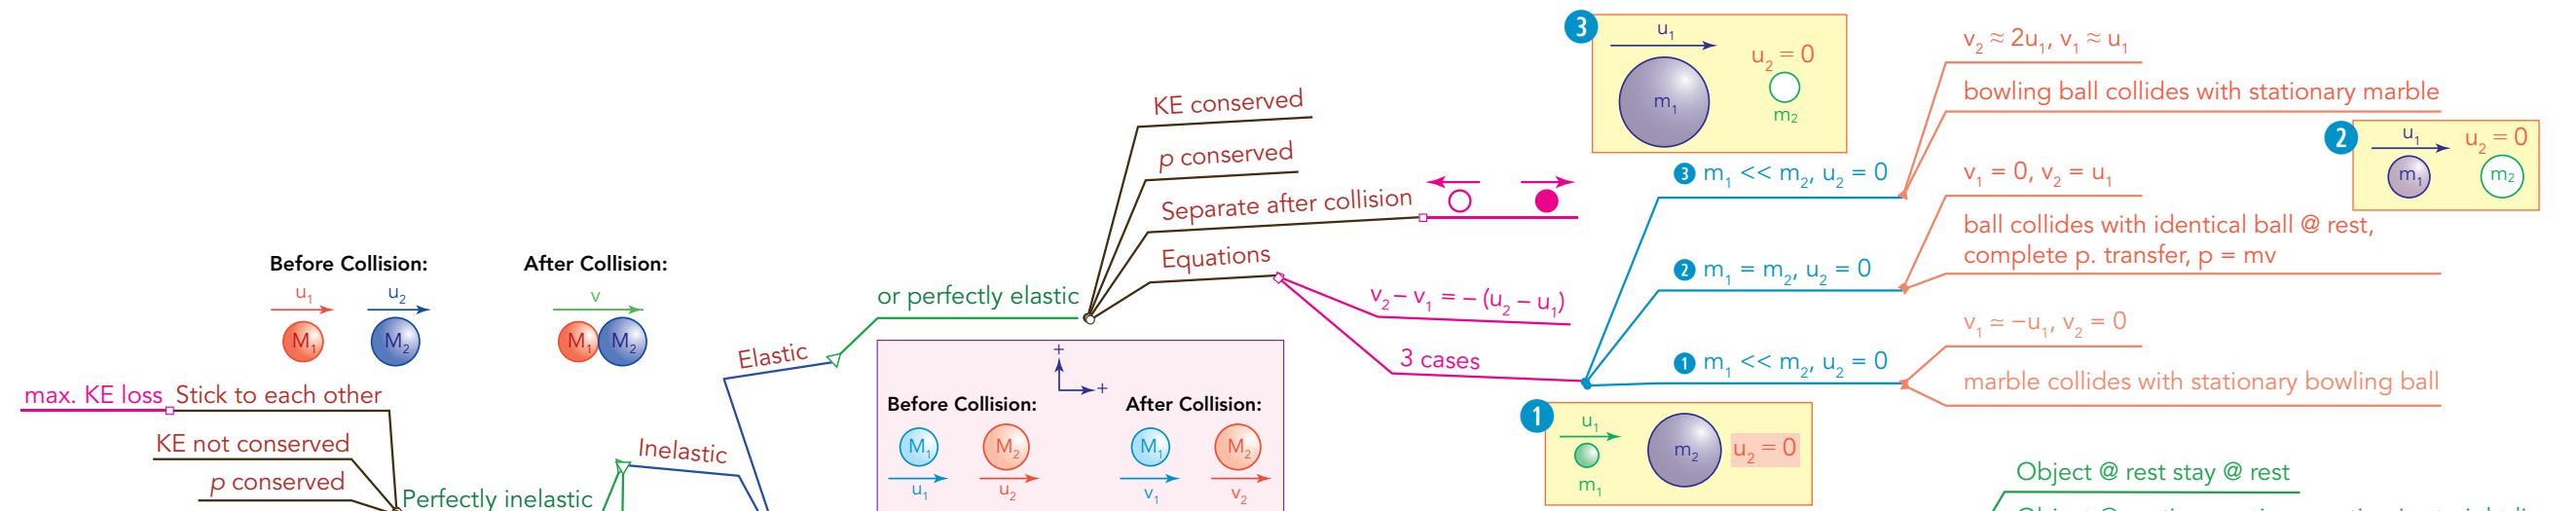 Before Collision:
After Collision:
u₁
u₂
v
M₁
M₂
M₁
M₂
max. KE loss
Stick to each other
KE not conserved
p conserved
Perfectly inelastic
Inelastic
Elastic
or perfectly elastic
KE conserved
p conserved
Separate after collision
Equations
v₂ – v₁ = – (u₂ – u₁)
3 cases
+
+
Before Collision:
After Collision:
M₁
M₂
M₁
M₂
u₁
u₂
v₁
v₂
3
u₁
u₂ = 0
m₁
m₂
3 m₁ << m₂, u₂ = 0
v₂ ≈ 2u₁, v₁ ≈ u₁
bowling ball collides with stationary marble
2
u₁
u₂ = 0
m₁
m₂
2 m₁ = m₂, u₂ = 0
v₁ = 0, v₂ = u₁
ball collides with identical ball @ rest,
complete p. transfer, p = mv
1 m₁ << m₂, u₂ = 0
v₁ ≃ −u₁, v₂ = 0
marble collides with stationary bowling ball
1
u₁
m₁
m₂
u₂ = 0
Object @ rest stay @ rest